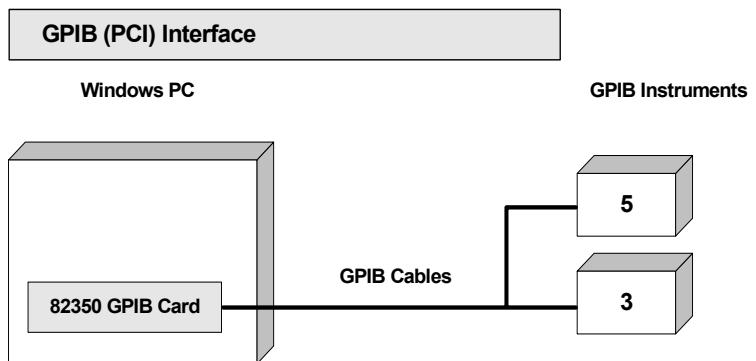 GPIB (PCI) Interface
Windows PC
GPIB Instruments
5
GPIB Cables
82350 GPIB Card
3